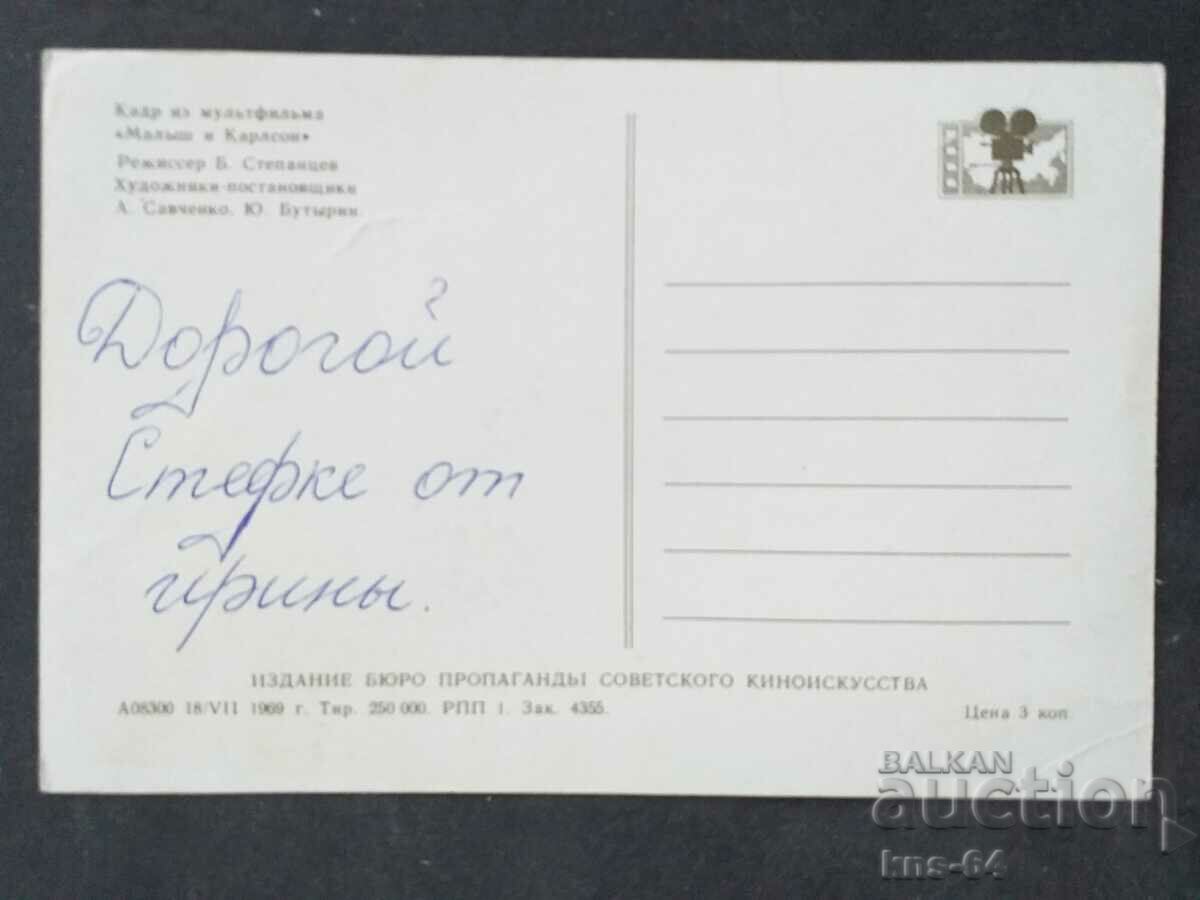 Кадр из мультфильма
«Малыш и Карлсон»
Режиссер Б. Степанцев
Художники-постановщики
А. Савченко, Ю. Бутырин.
Дорогой
Стефке от
ирины.
ИЗДАНИЕ БЮРО ПРОПАГАНДЫ СОВЕТСКОГО КИНОИСКУССТВА
А08300 18/VII 1969 г. Тир. 250 000. РПП 1. Зак. 4355.
Цена 3 коп.
BALKAN
auction
kns-64